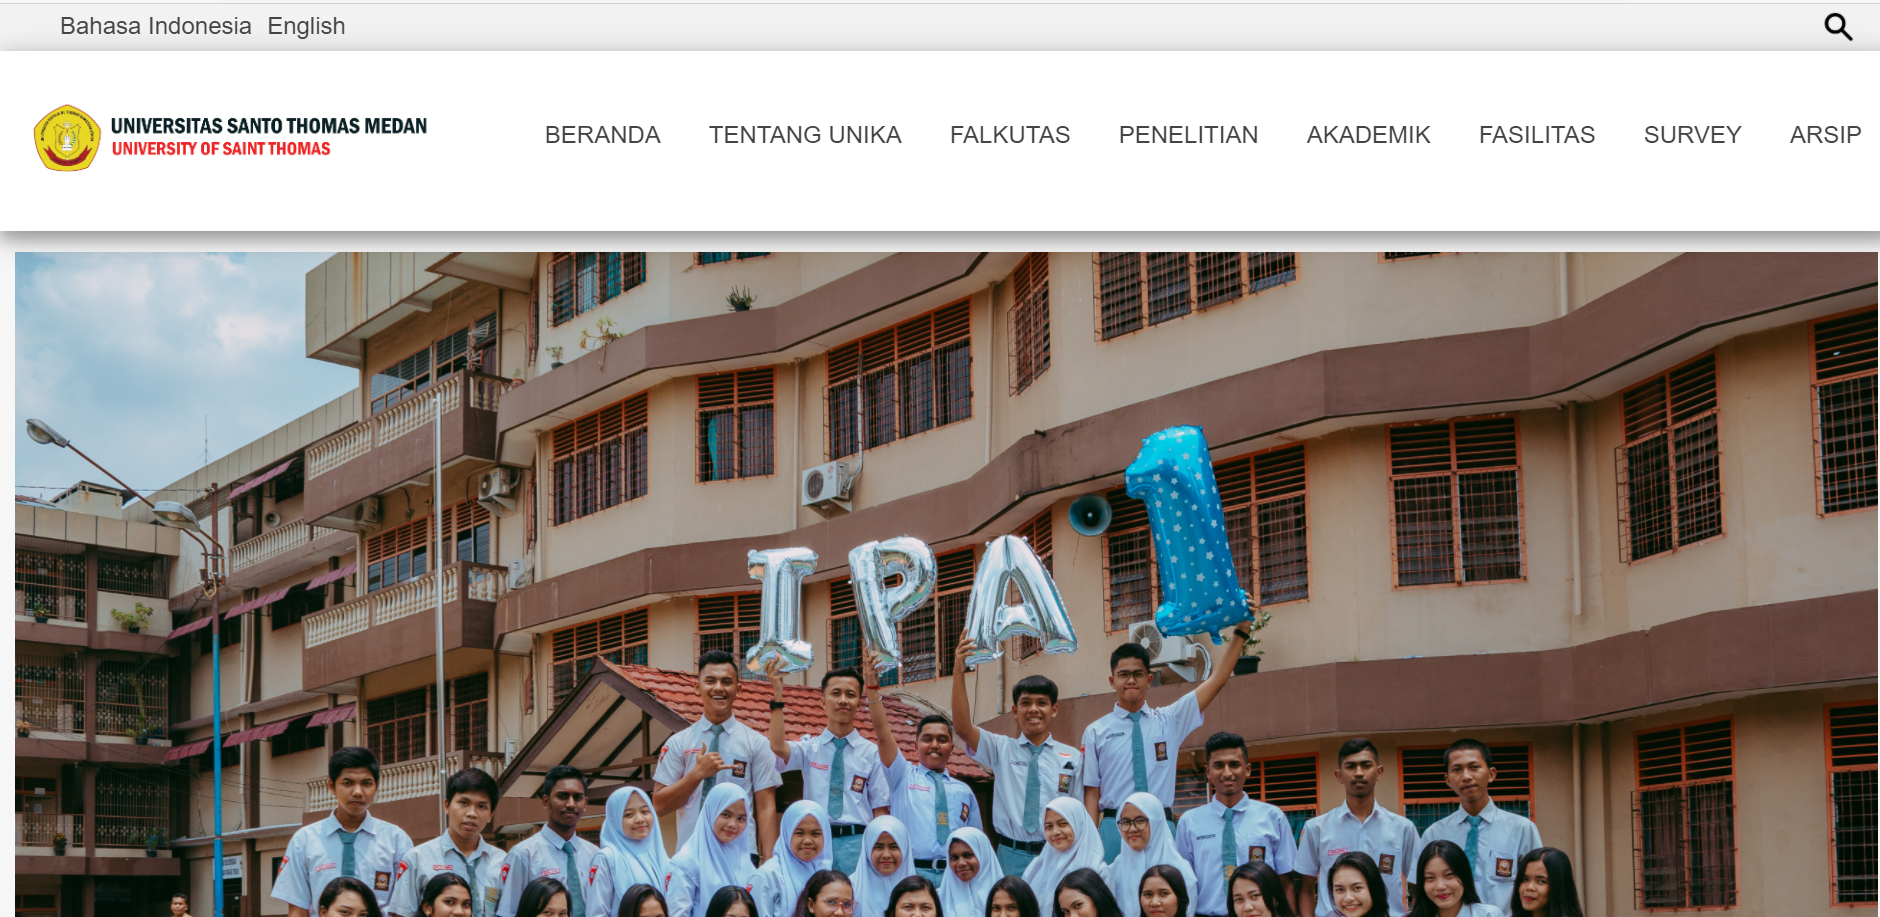 Bahasa Indonesia English
UNIVERSITAS SANTO THOMAS MEDAN
UNIVERSITY OF SAINT THOMAS
BERANDA TENTANG UNIKA FALKUTAS PENELITIAN AKADEMIK FASILITAS SURVEY ARSIP
IPA 1